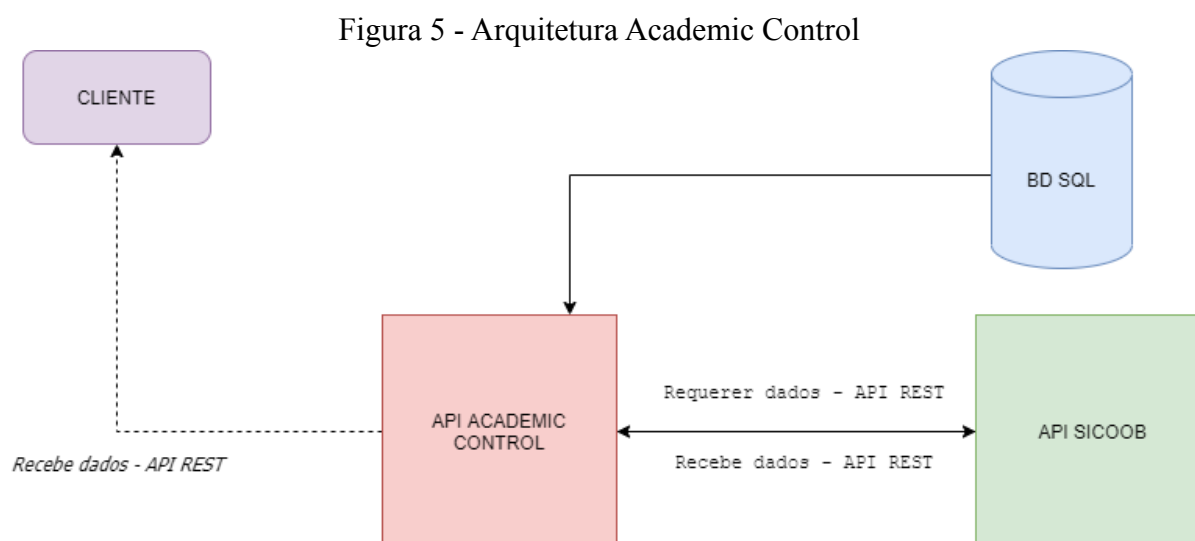 Figura 5 - Arquitetura Academic Control
CLIENTE
BD SQL
Requerer dados - API REST
API ACADEMIC
CONTROL
API SICOOB
Recebe dados - API REST
Recebe dados - API REST